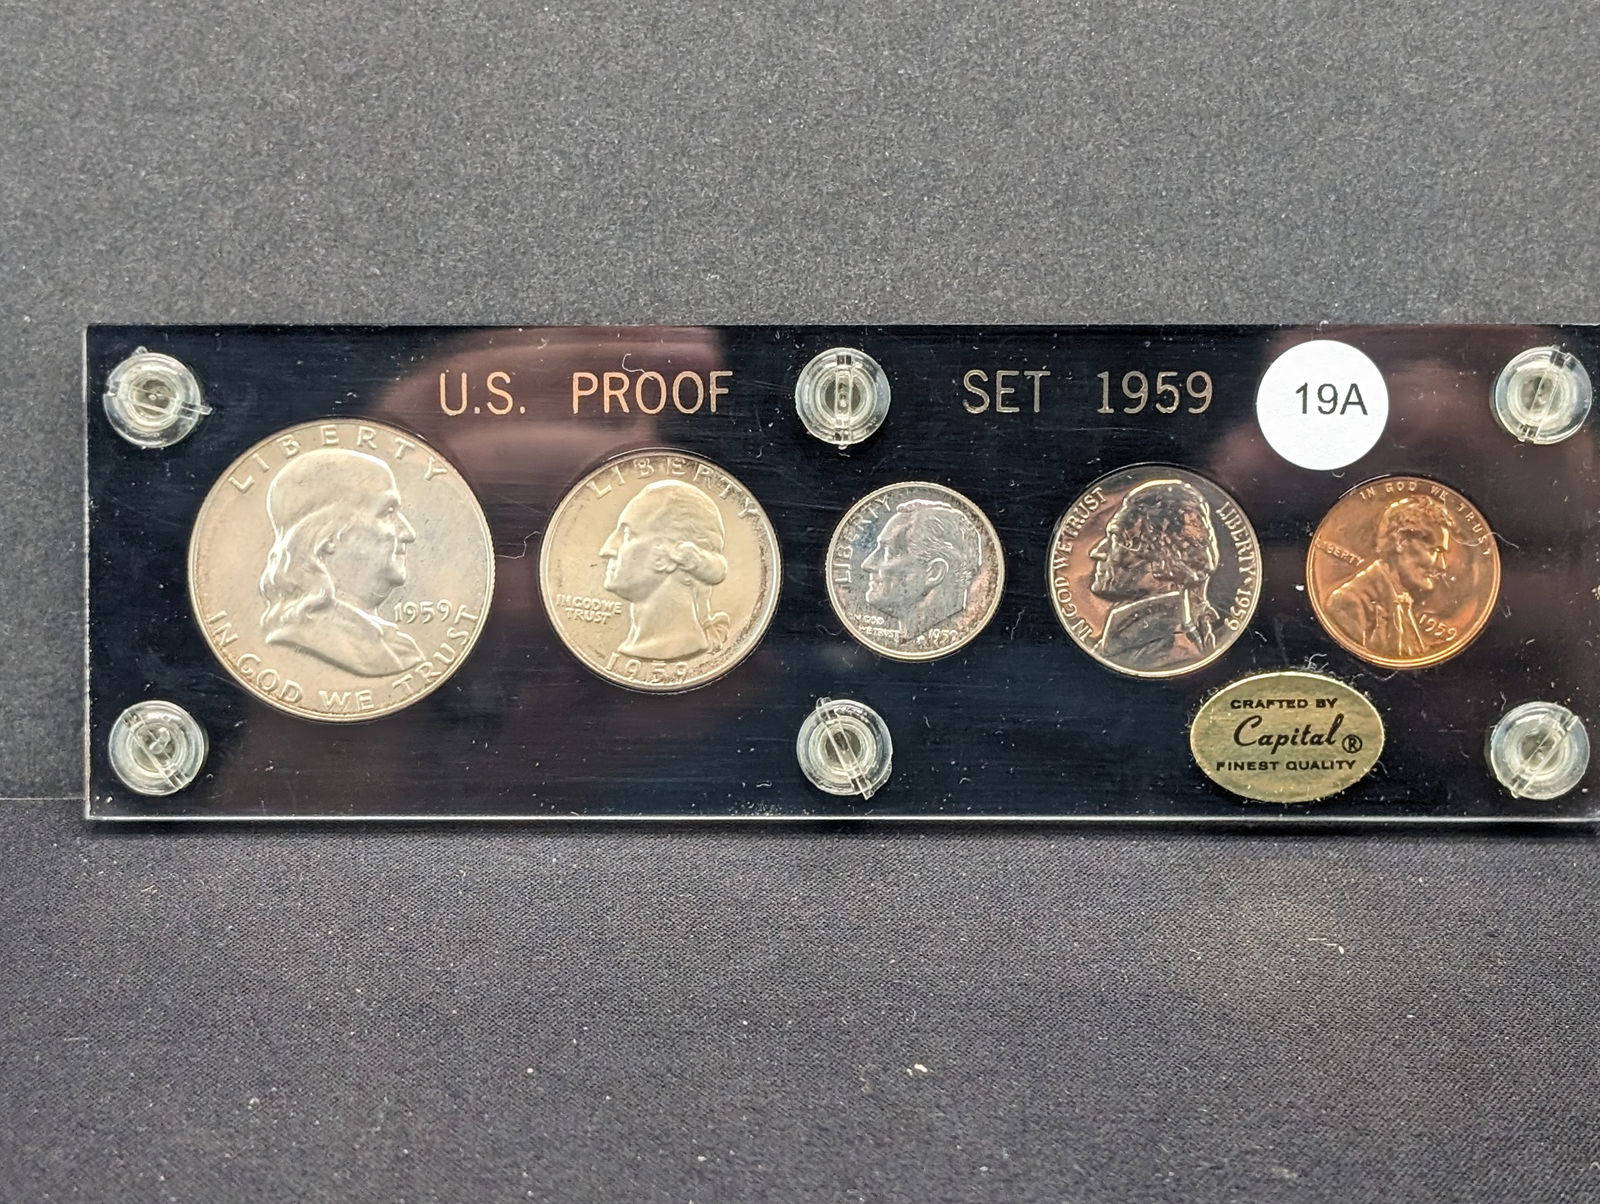 U.S. PROOF SET 1959
19A
LIBERTY
1959
IN GOD WE TRUST
LIBERTY
IN GOD WE
TRUST
1959
LIBERTY
IN GOD
WE TRUST
1959
IN GOD WE TRUST
LIBERTY • 1959
IN GOD WE TRUST
LIBERTY
1959
CRAFTED BY
Capital ®
FINEST QUALITY